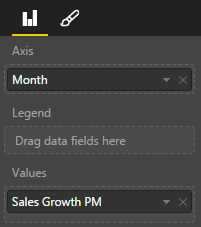 Axis
Month
Legend
Drag data fields here
Values
Sales Growth PM